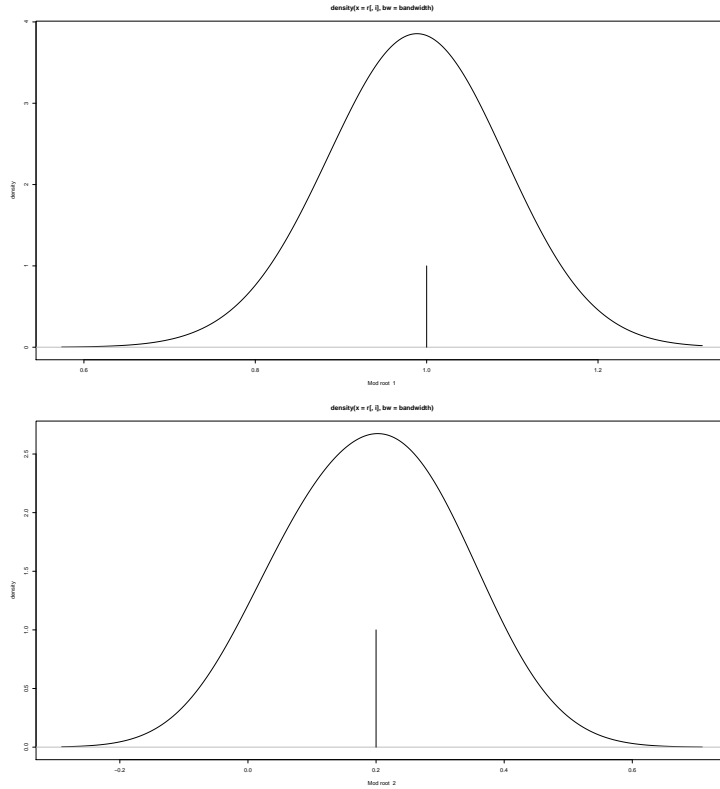 density(x = r[, i], bw = bandwidth)
4
3
2
1
0
density
0.6 0.8 1.0 1.2
Mod root 1
density(x = r[, i], bw = bandwidth)
2.5
2.0
1.5
1.0
0.5
0.0
density
−0.2 0.0 0.2 0.4 0.6
Mod root 2